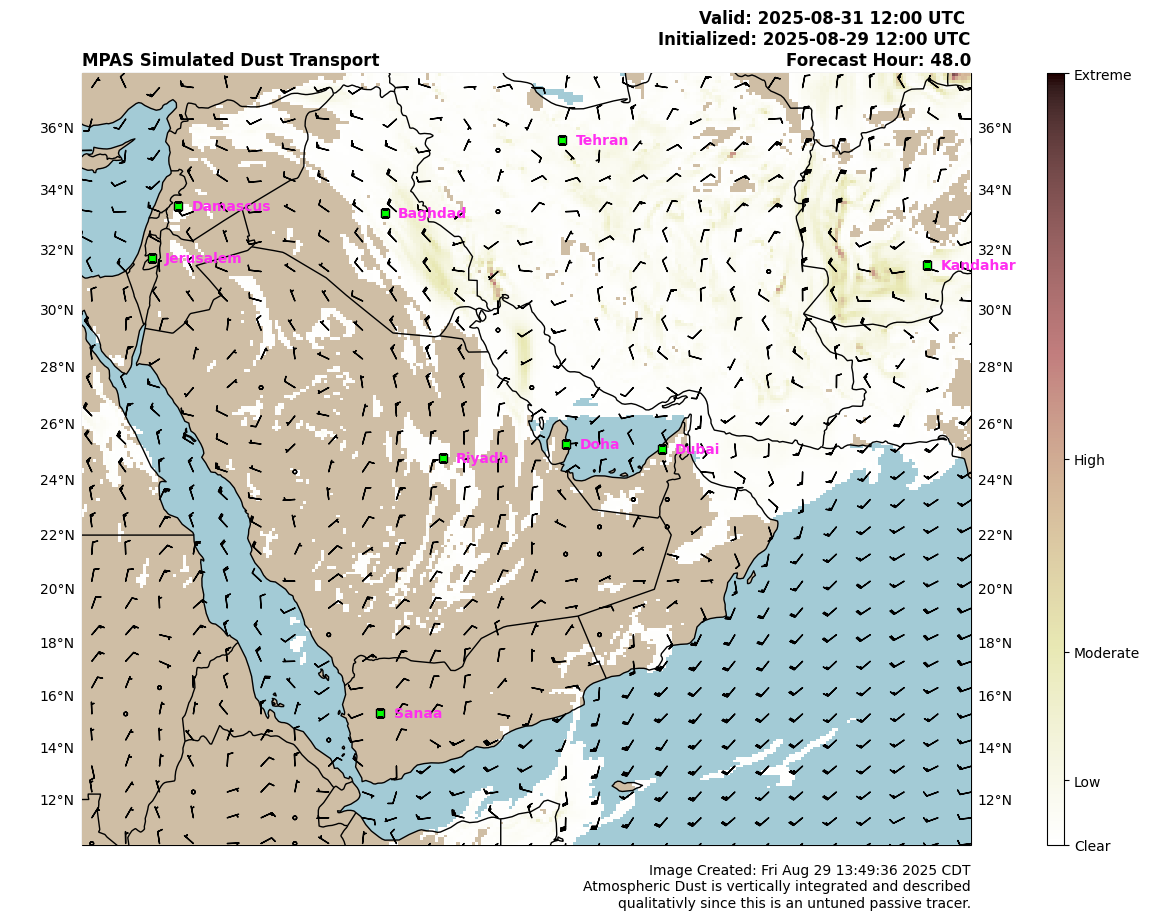 Valid: 2025-08-31 12:00 UTC
Initialized: 2025-08-29 12:00 UTC
MPAS Simulated Dust Transport
Forecast Hour: 48.0
Extreme
36°N
Tehran
36°N
34°N
34°N
Damascus
Baghdad
32°N
Jerusalem
32°N
Kandahar
30°N
30°N
28°N
28°N
26°N
26°N
Doha
Dubai
Riyadh
High
24°N
24°N
22°N
22°N
20°N
20°N
18°N
18°N
Moderate
16°N
16°N
Sanaa
14°N
14°N
12°N
12°N
Low
Clear
Image Created: Fri Aug 29 13:49:36 2025 CDT
Atmospheric Dust is vertically integrated and described
qualitativly since this is an untuned passive tracer.